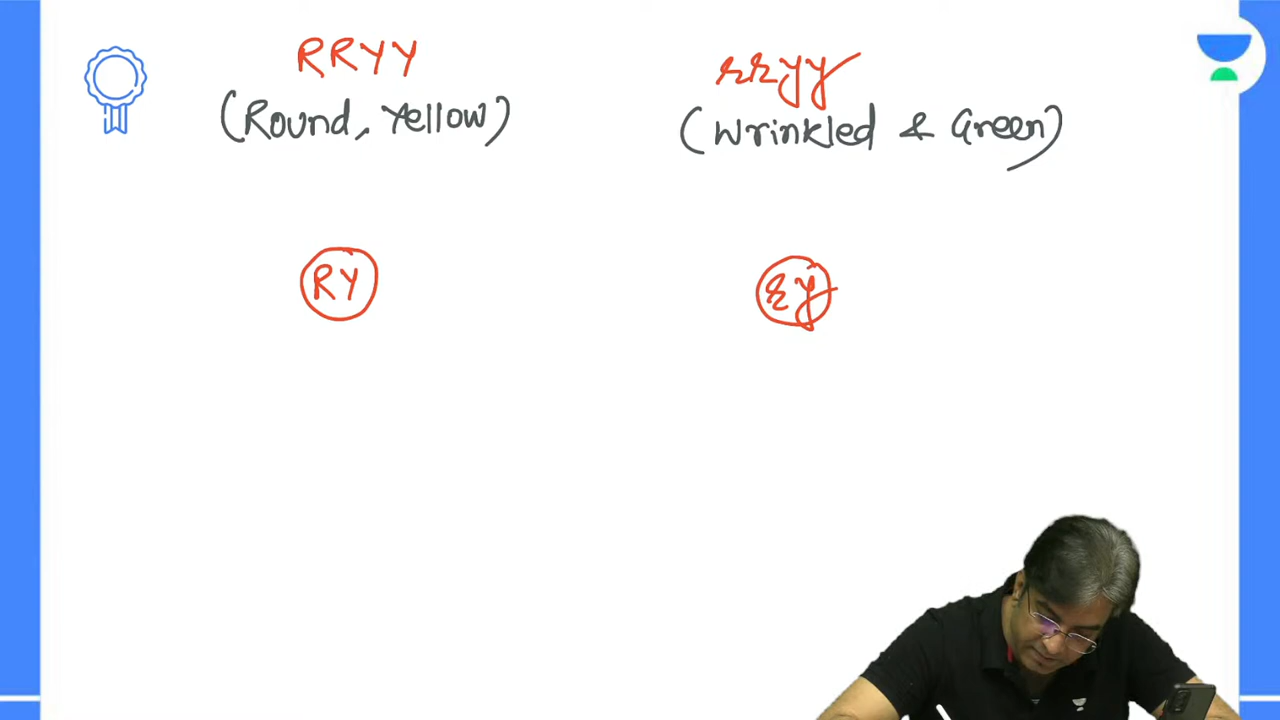 RRYY
rryy
(Round, Yellow)
(Wrinkled & Green)
RY
ry